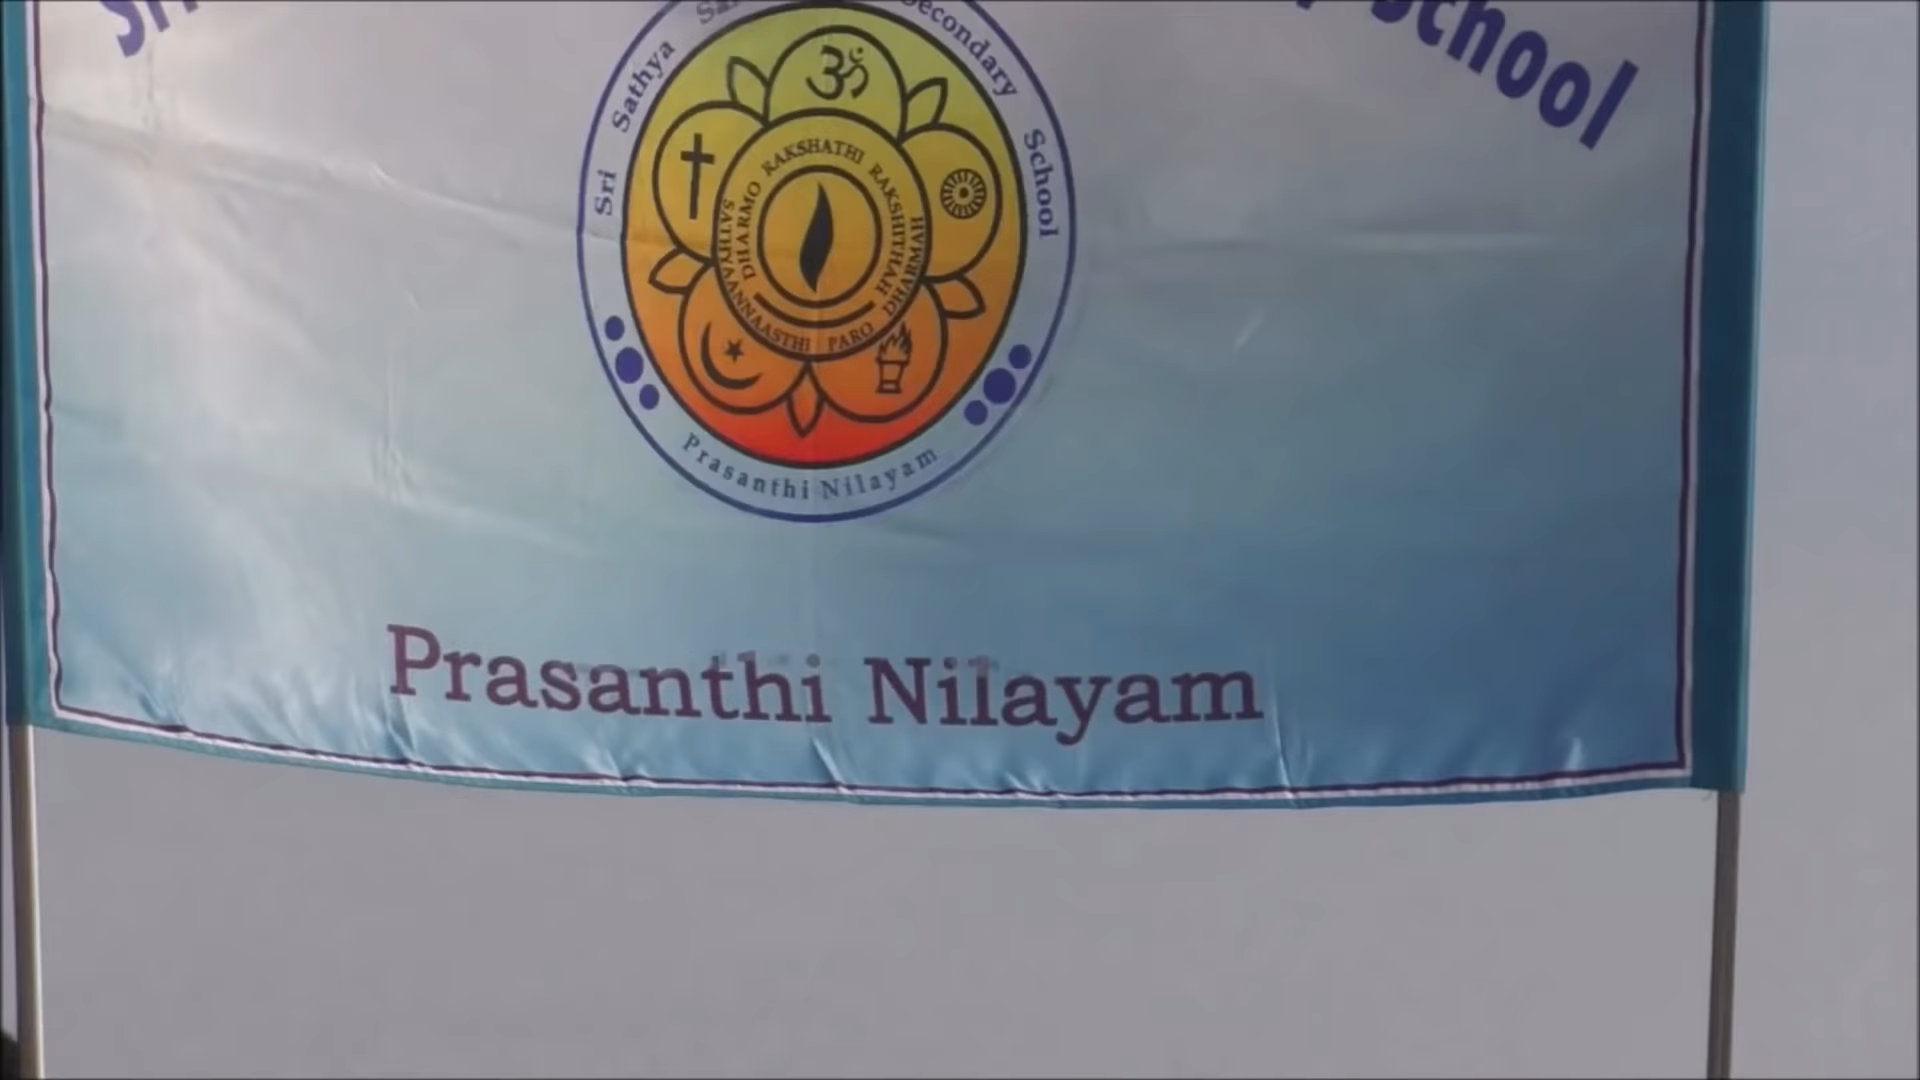 School
Sri Sathya Secondary School
ॐ
DHARMO RAKSHATHI RAKSHITHAH
SATHYAANNAASTHI PARO DHARMAH
Prasanthi Nilayam
Prasanthi Nilayam